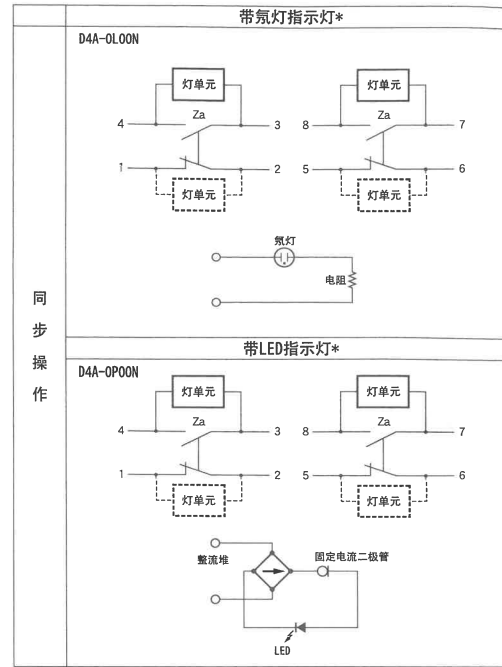 带氖灯指示灯*
D4A-0L00N
灯单元 灯单元
4 Za 3 8 Za 7
1 2 5 6
灯单元 灯单元
氖灯
电阻
同步操作
带LED指示灯*
D4A-0P00N
灯单元 灯单元
4 Za 3 8 Za 7
1 2 5 6
灯单元 灯单元
整流堆 固定电流二极管
LED